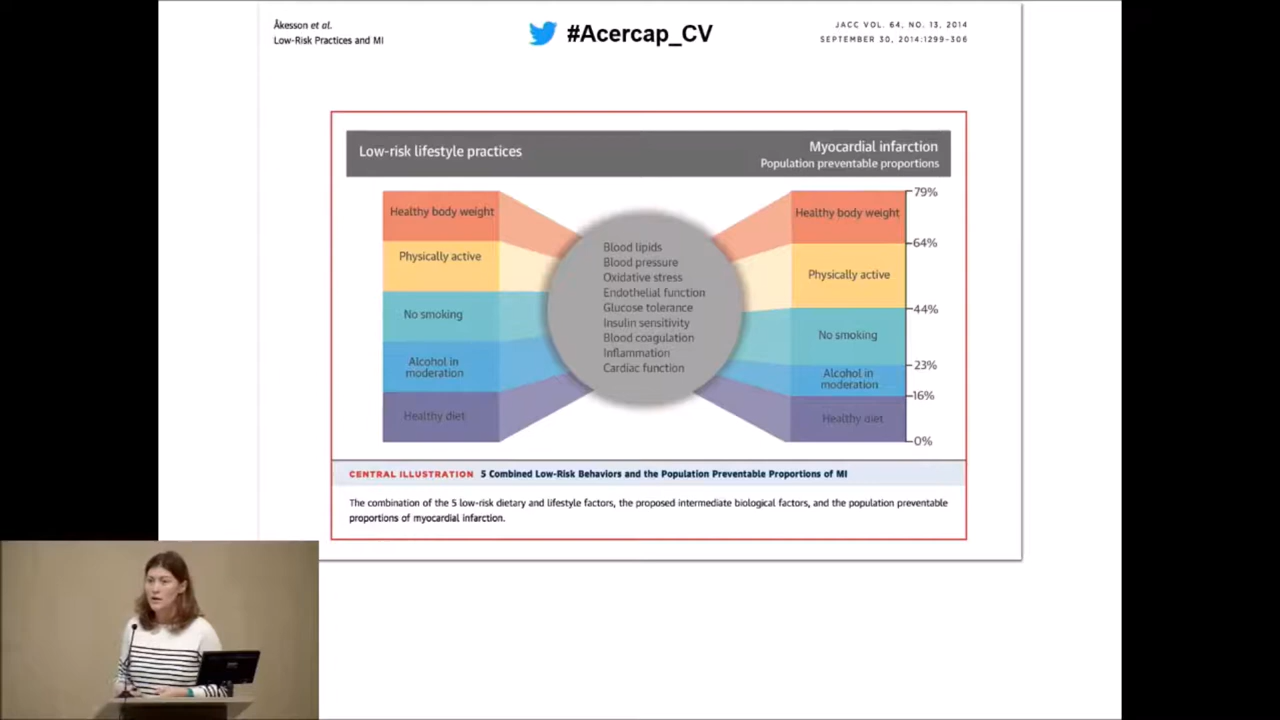 Åkesson et al.
Low-Risk Practices and MI
#Acercap_CV
JACC VOL. 64, NO. 13, 2014
SEPTEMBER 30, 2014:1299-306
Low-risk lifestyle practices
Myocardial infarction
Population preventable proportions
Healthy body weight
Physically active
No smoking
Alcohol in
moderation
Healthy diet
Blood lipids
Blood pressure
Oxidative stress
Endothelial function
Glucose tolerance
Insulin sensitivity
Blood coagulation
Inflammation
Cardiac function
Healthy body weight
Physically active
No smoking
Alcohol in
moderation
Healthy diet
79%
64%
44%
23%
16%
0%
CENTRAL ILLUSTRATION 5 Combined Low-Risk Behaviors and the Population Preventable Proportions of MI
The combination of the 5 low-risk dietary and lifestyle factors, the proposed intermediate biological factors, and the population preventable
proportions of myocardial infarction.